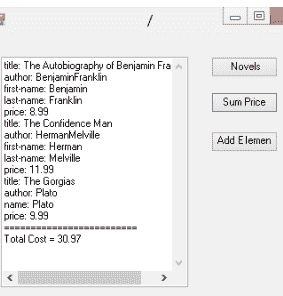 /
title: The Autobiography of Benjamin Fra
author: BenjaminFranklin
first-name: Benjamin
last-name: Franklin
price: 8.99
title: The Confidence Man
author: HermanMelville
first-name: Herman
last-name: Melville
price: 11.99
title: The Gorgias
author: Plato
name: Plato
price: 9.99
========================
Total Cost = 30.97
Novels
Sum Price
Add Elemen